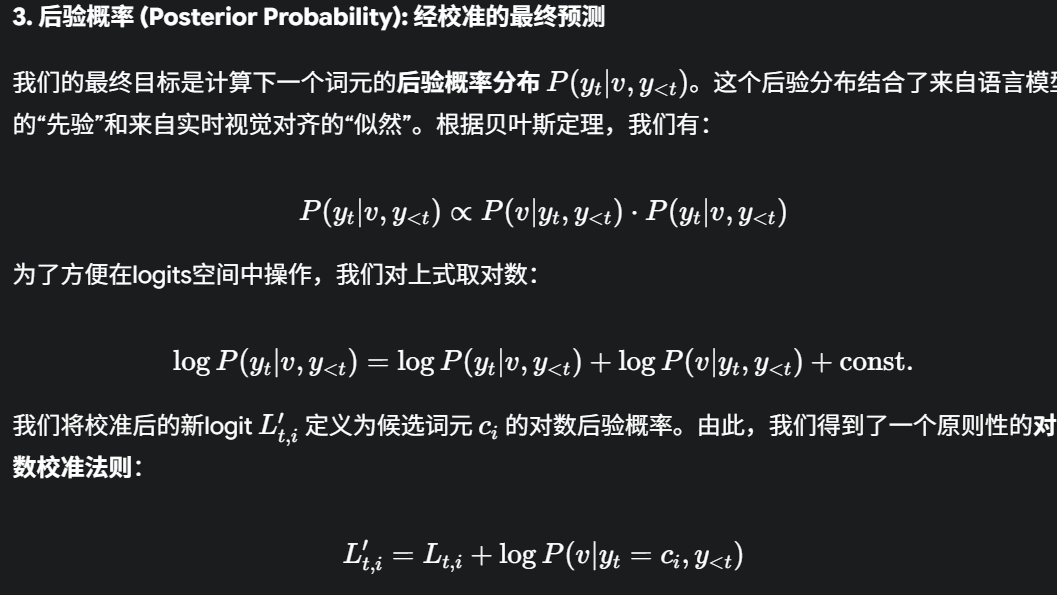 3. 后验概率 (Posterior Probability): 经校准的最终预测
我们的最终目标是计算下一个词元的后验概率分布 P(y_t|v, y_{<t})。这个后验分布结合了来自语言模型
的“先验”和来自实时视觉对齐的“似然”。根据贝叶斯定理，我们有：
P(y_t|v, y_{<t}) ∝ P(v|y_t, y_{<t}) · P(y_t|v, y_{<t})
为了方便在logits空间中操作，我们对上式取对数：
log P(y_t|v, y_{<t}) = log P(y_t|v, y_{<t}) + log P(v|y_t, y_{<t}) + const.
我们将校准后的新logit L'_{t,i} 定义为候选词元 c_i 的对数后验概率。由此，我们得到了一个原则性的对
数校准法则：
L'_{t,i} = L_{t,i} + log P(v|y_t = c_i, y_{<t})